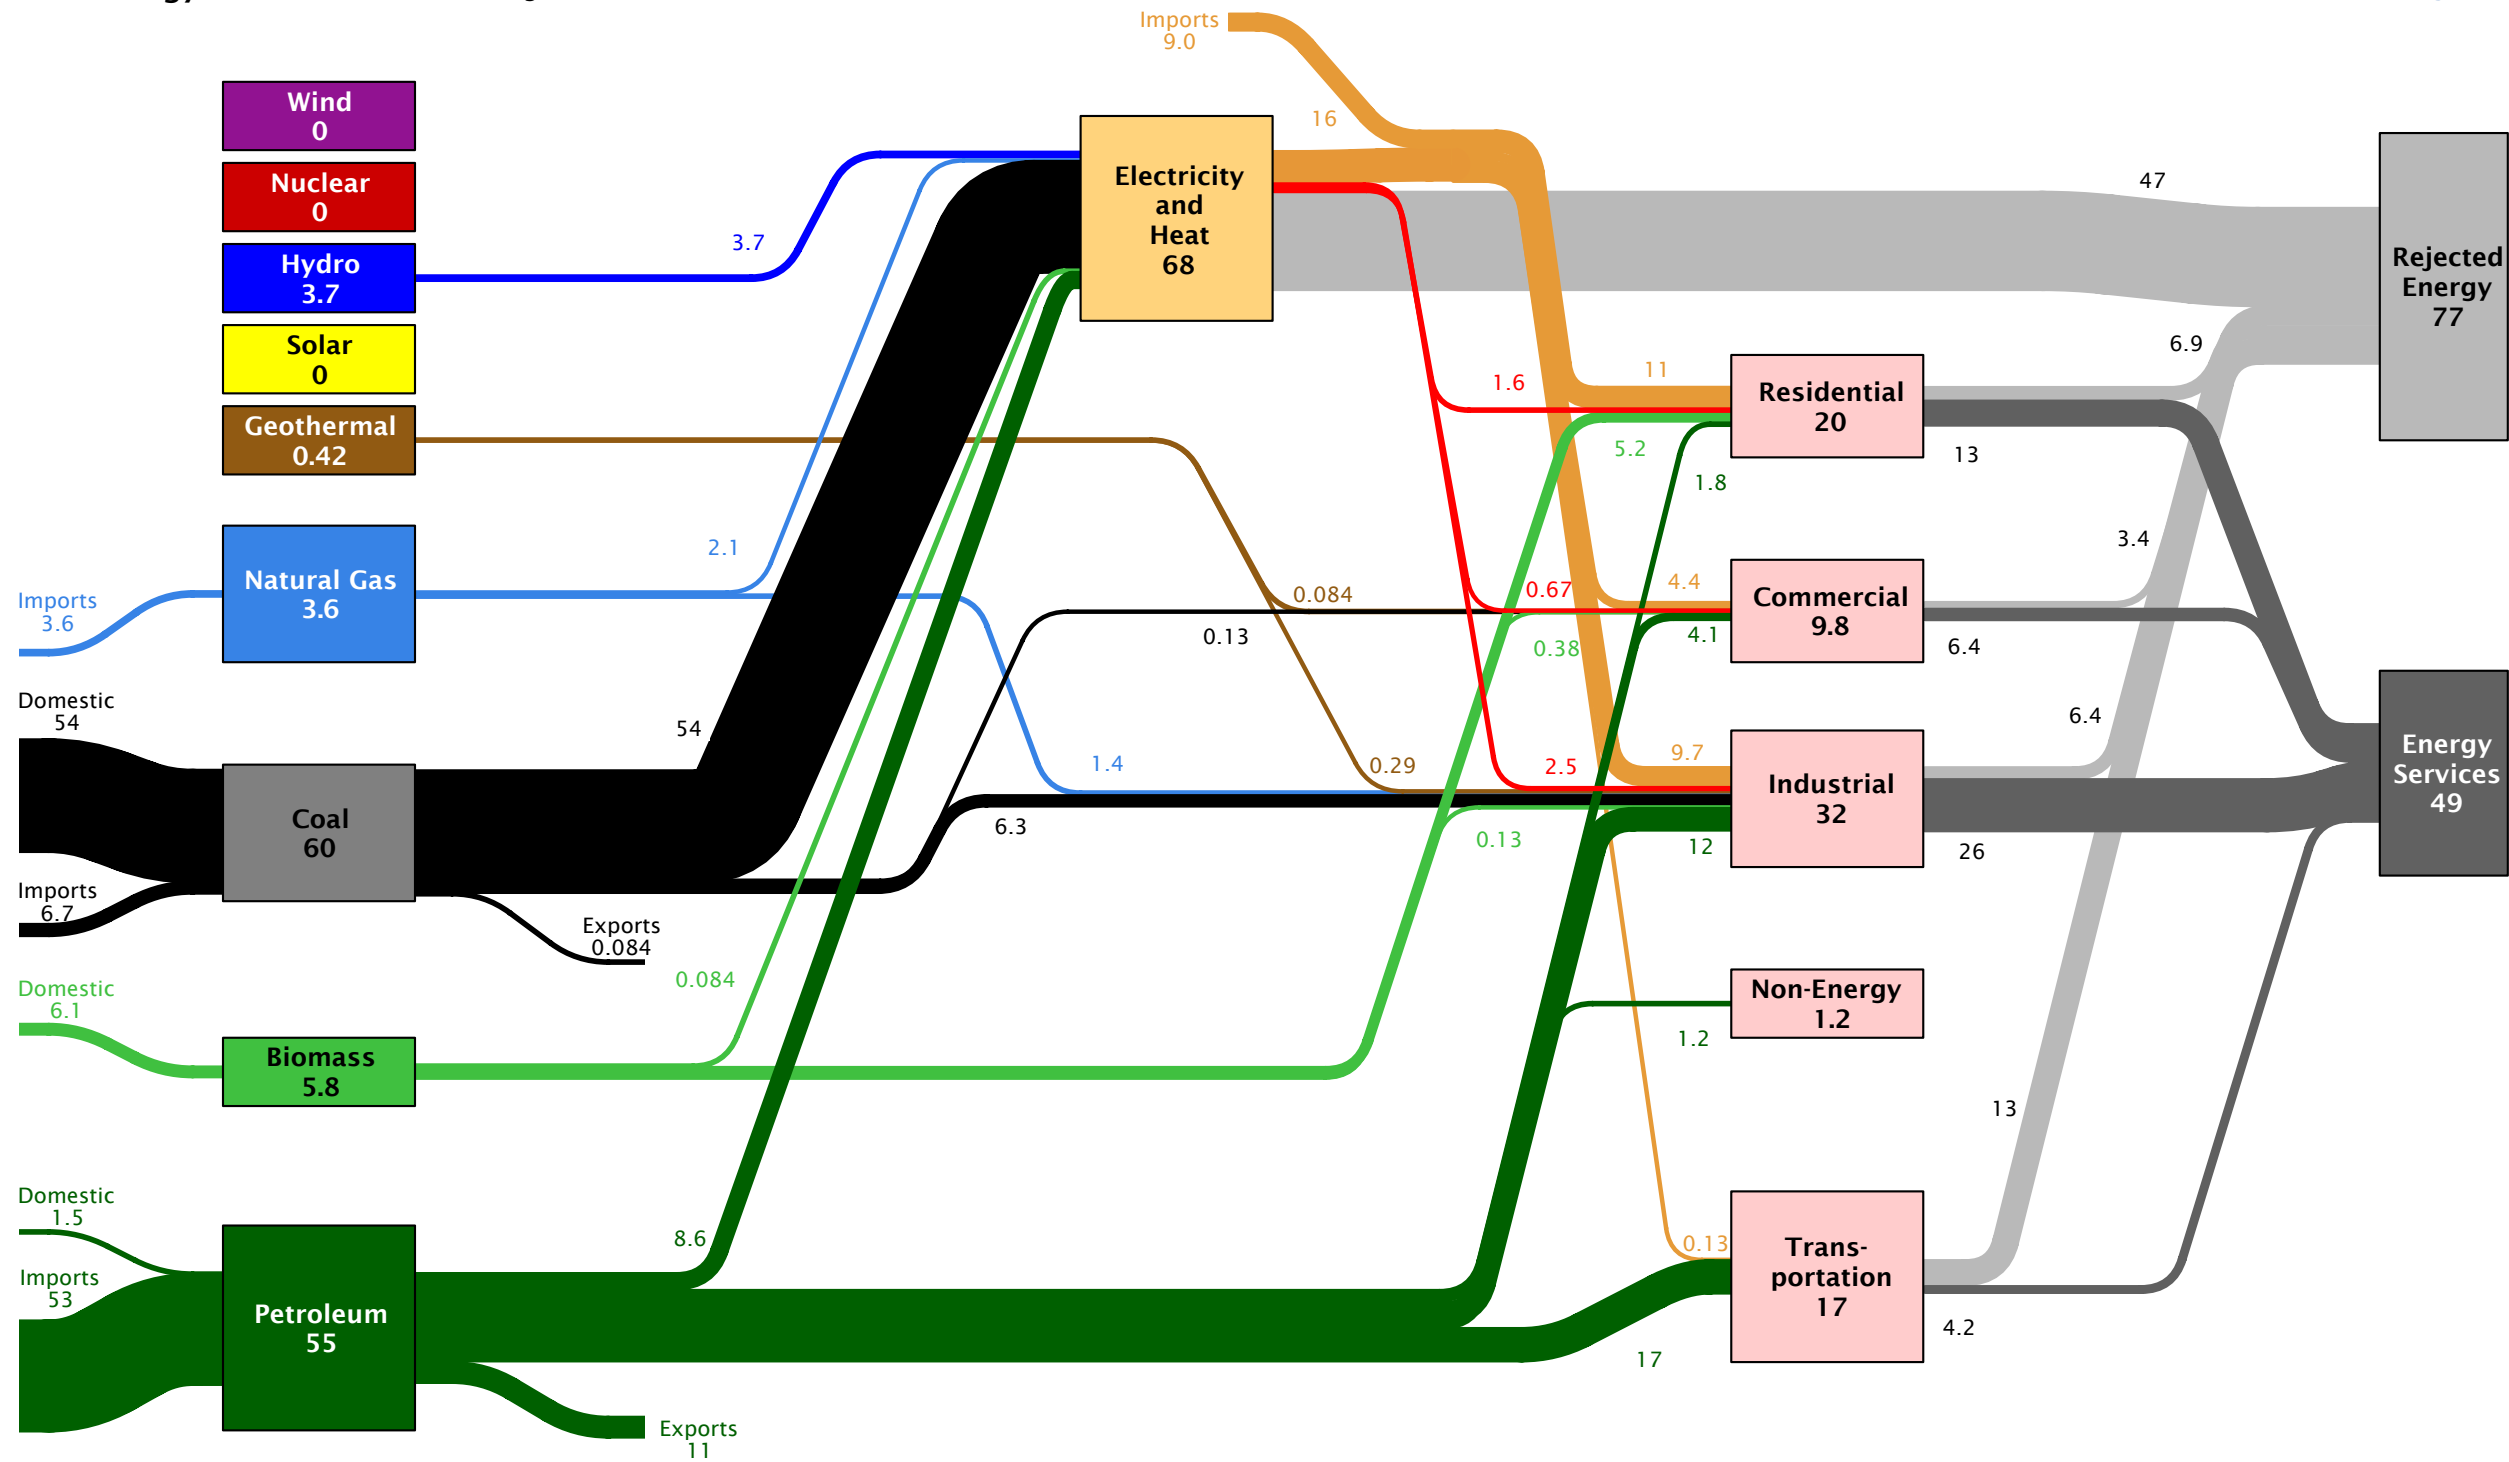 Imports
9.0
Wind
0
Nuclear
0
Hydro
3.7
Solar
0
Geothermal
0.42
Natural Gas
3.6
Imports
3.6
Domestic
54
Coal
60
Imports
6.7
Exports
0.084
Domestic
6.1
Biomass
5.8
Domestic
1.5
Imports
53
Petroleum
55
Exports
11
3.7
2.1
54
0.084
8.6
Electricity
and
Heat
68
16
47
1.6
11
5.2
1.8
Residential
20
6.9
13
0.084
0.13
0.67
4.4
0.38
4.1
Commercial
9.8
3.4
6.4
1.4
6.3
0.29
0.13
2.5
9.7
12
Industrial
32
6.4
26
Non-Energy
1.2
1.2
0.13
17
Trans-
portation
17
13
4.2
Rejected
Energy
77
Energy
Services
49